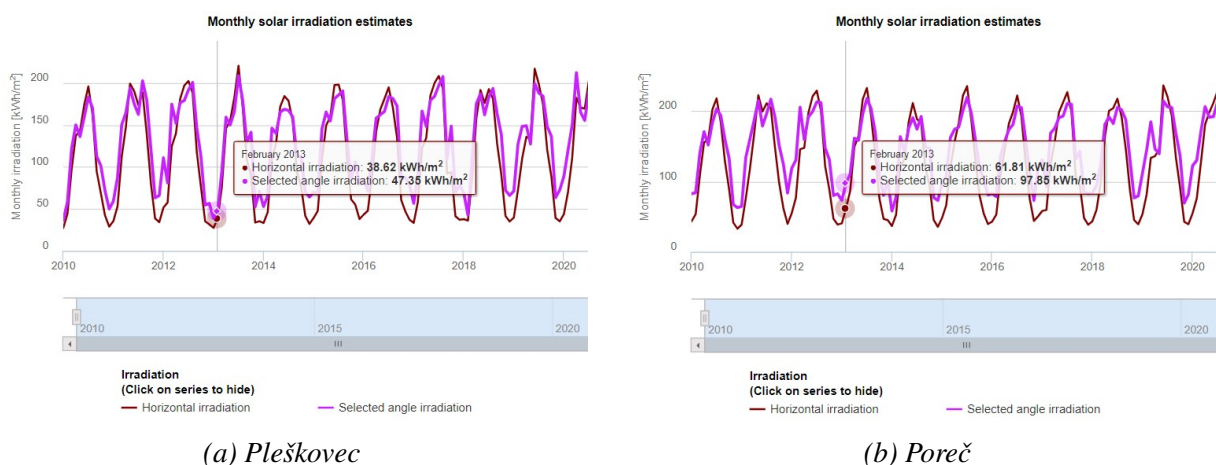 Monthly solar irradiation estimates
Monthly irradiation [kWh/m²]
200
150
100
50
0
February 2013
Horizontal irradiation: 38.62 kWh/m²
Selected angle irradiation: 47.35 kWh/m²
2010
2012
2014
2016
2018
2020
2010
2015
2020
Irradiation
(Click on series to hide)
Horizontal irradiation
Selected angle irradiation
(a) Pleškovec
Monthly solar irradiation estimates
Monthly irradiation [kWh/m²]
200
100
0
February 2013
Horizontal irradiation: 61.81 kWh/m²
Selected angle irradiation: 97.85 kWh/m²
2010
2012
2014
2016
2018
2020
2010
2015
2020
Irradiation
(Click on series to hide)
Horizontal irradiation
Selected angle irradiation
(b) Poreč